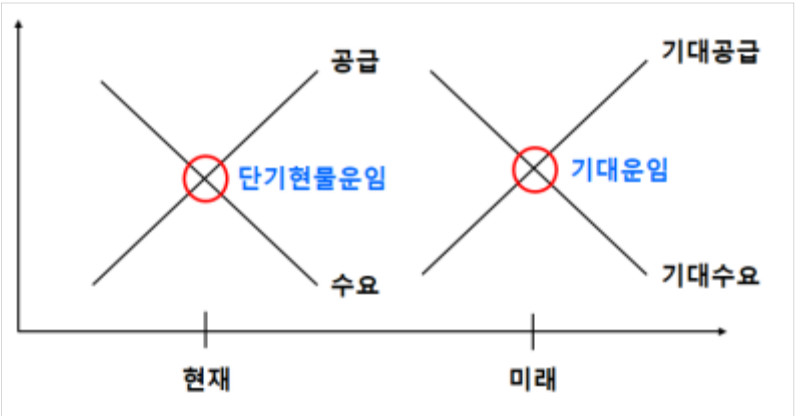 공급
기대공급
단기현물운임
기대운임
수요
기대수요
현재
미래